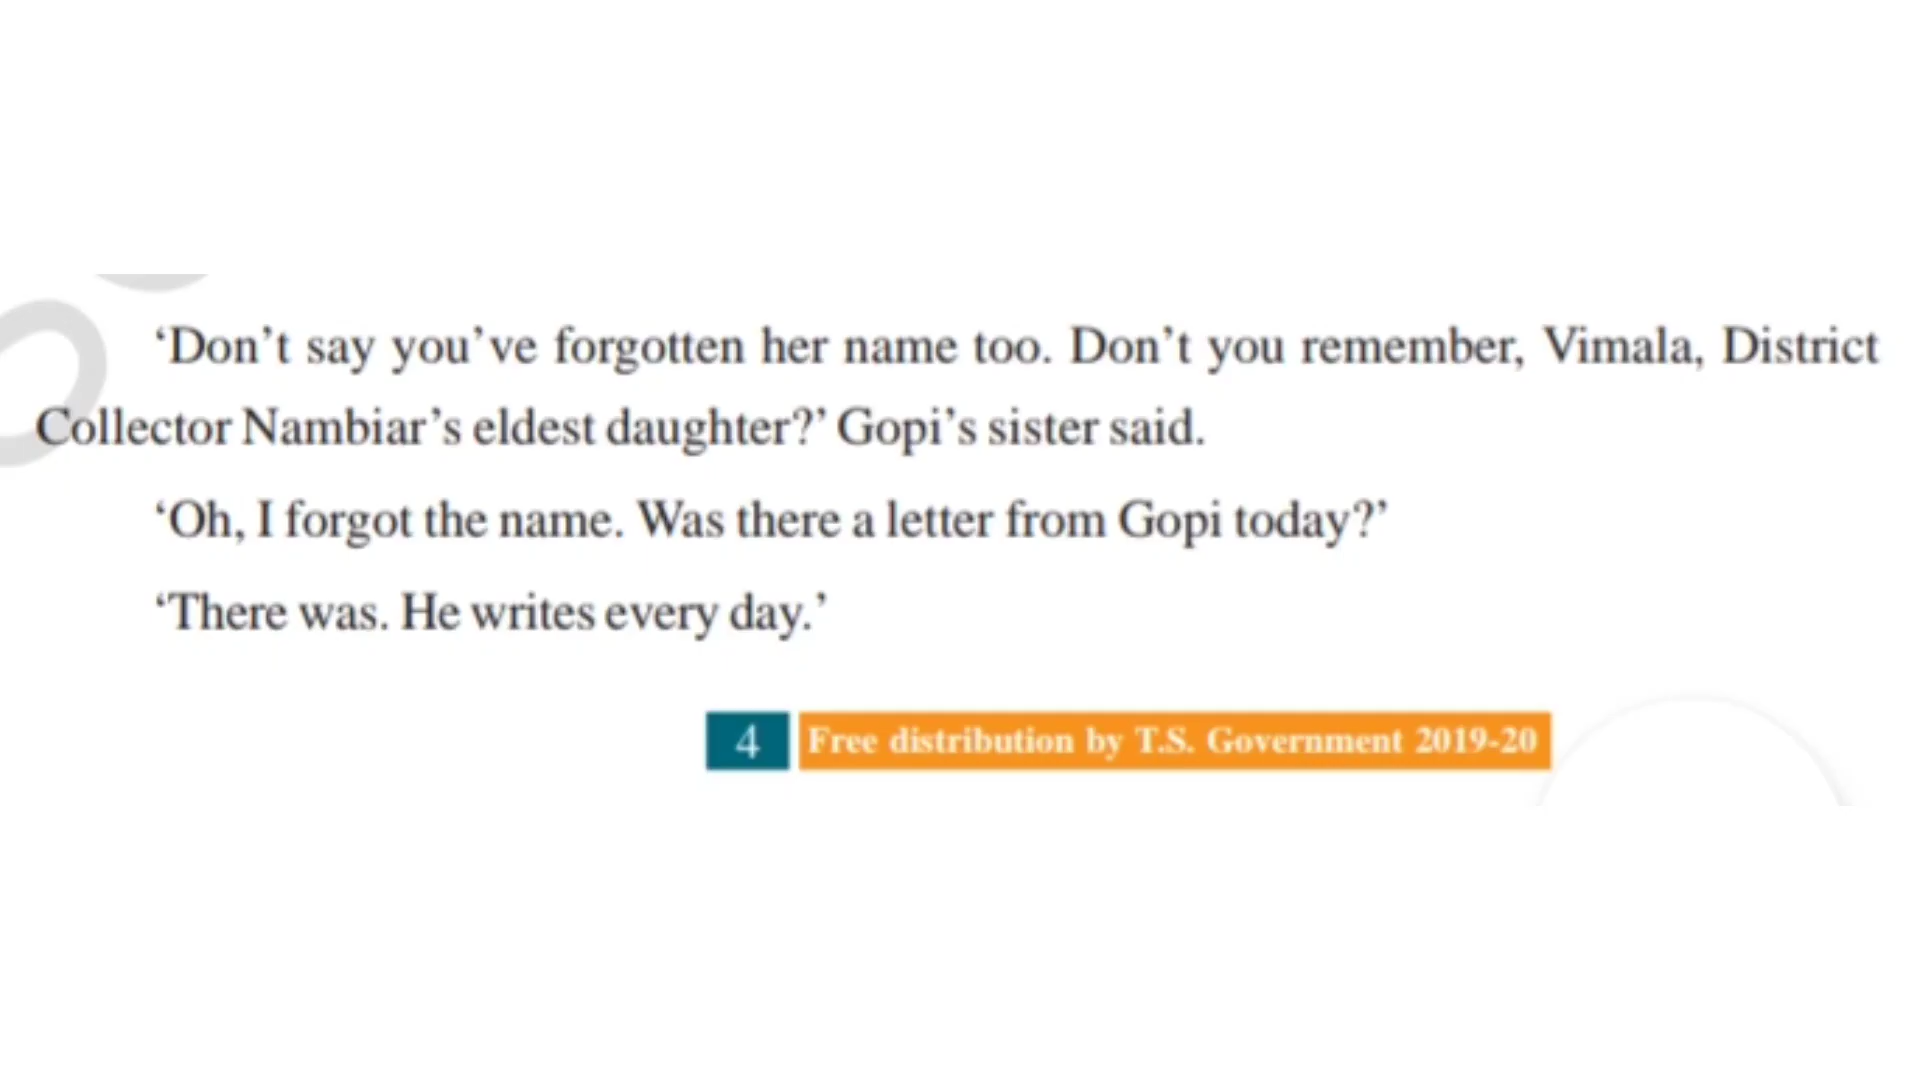 ‘Don’t say you’ve forgotten her name too. Don’t you remember, Vimala, District
Collector Nambiar’s eldest daughter?’ Gopi’s sister said.
‘Oh, I forgot the name. Was there a letter from Gopi today?’
‘There was. He writes every day.’
4 Free distribution by T.S. Government 2019-20